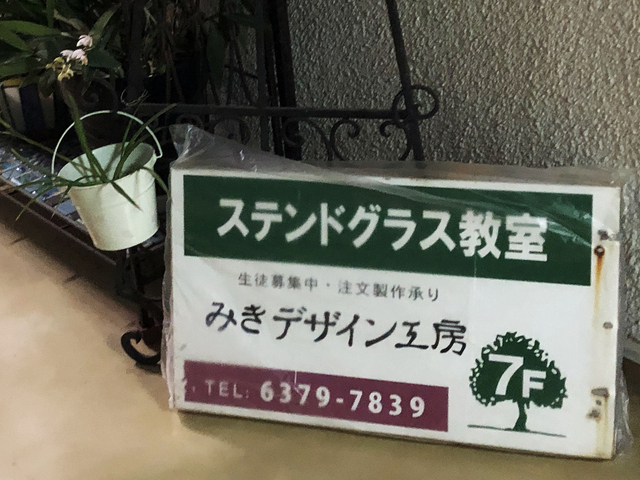 ステンドグラス教室
生徒募集中・注文製作承り
みきデザイン工房
TEL: 6379-7839
7F